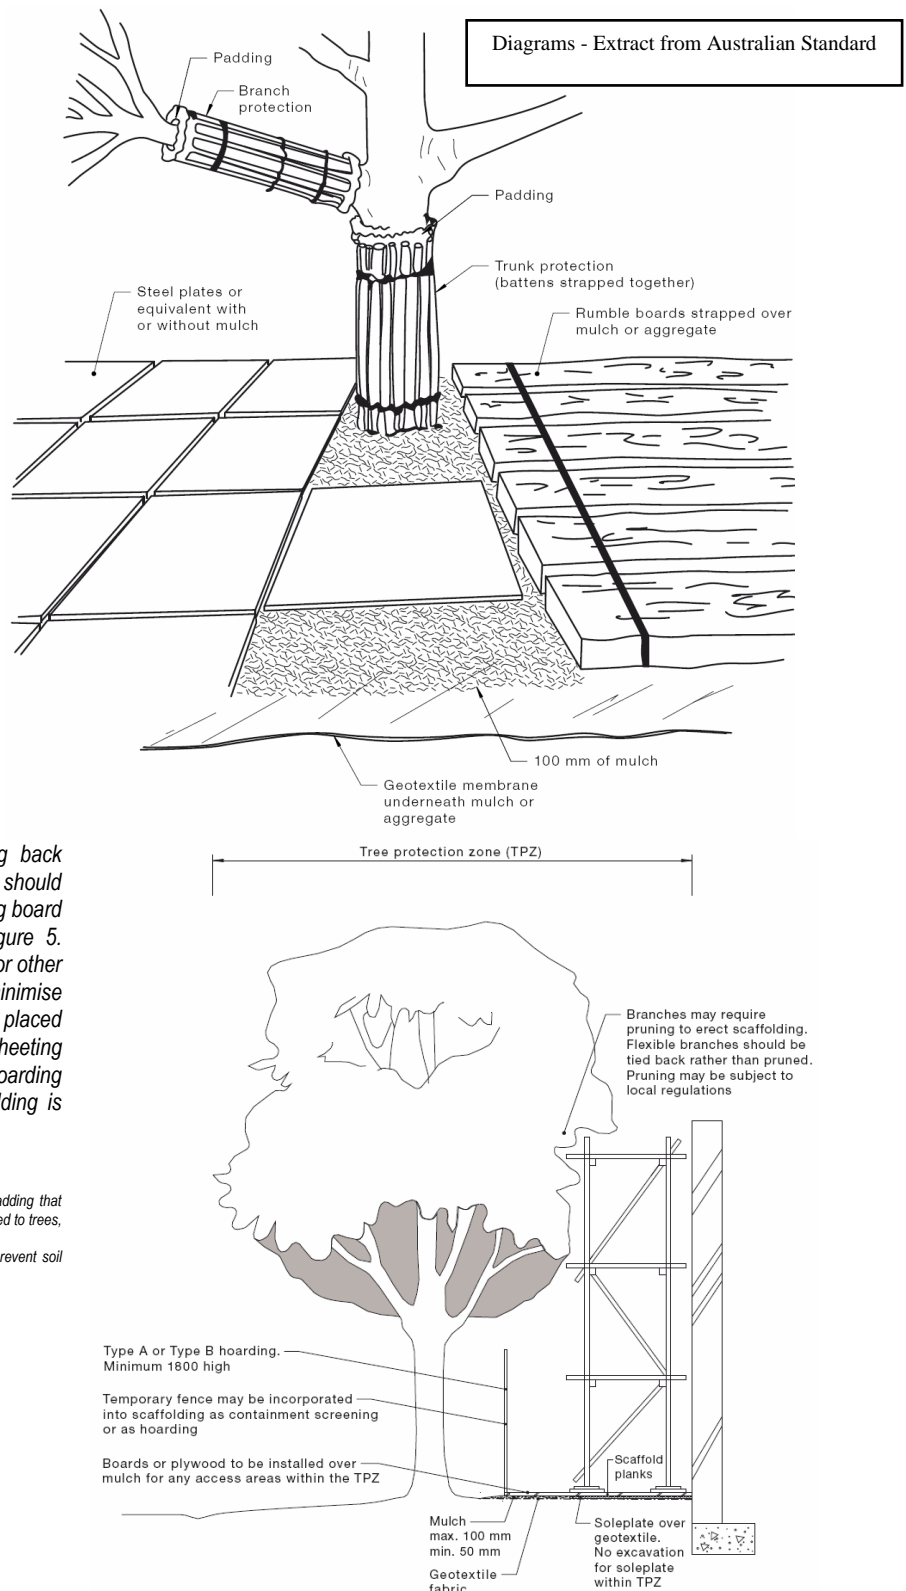 Diagrams - Extract from Australian Standard
Padding
Branch
protection
Padding
Trunk protection
(battens strapped together)
Steel plates or
equivalent with
or without mulch
Rumble boards strapped over
mulch or aggregate
100 mm of mulch
Geotextile membrane
underneath mulch or
aggregate
g back
should
g board
gure 5.
or other
inimise
placed
heeting
oarding
lding is
adding that
ed to trees,
revent soil
Tree protection zone (TPZ)
Branches may require
pruning to erect scaffolding.
Flexible branches should be
tied back rather than pruned.
Pruning may be subject to
local regulations
Type A or Type B hoarding.
Minimum 1800 high
Temporary fence may be incorporated
into scaffolding as containment screening
or as hoarding
Boards or plywood to be installed over
mulch for any access areas within the TPZ
Scaffold
planks
Mulch
max. 100 mm
min. 50 mm
Geotextile
fabric
Soleplate over
geotextile.
No excavation
for soleplate
within TPZ